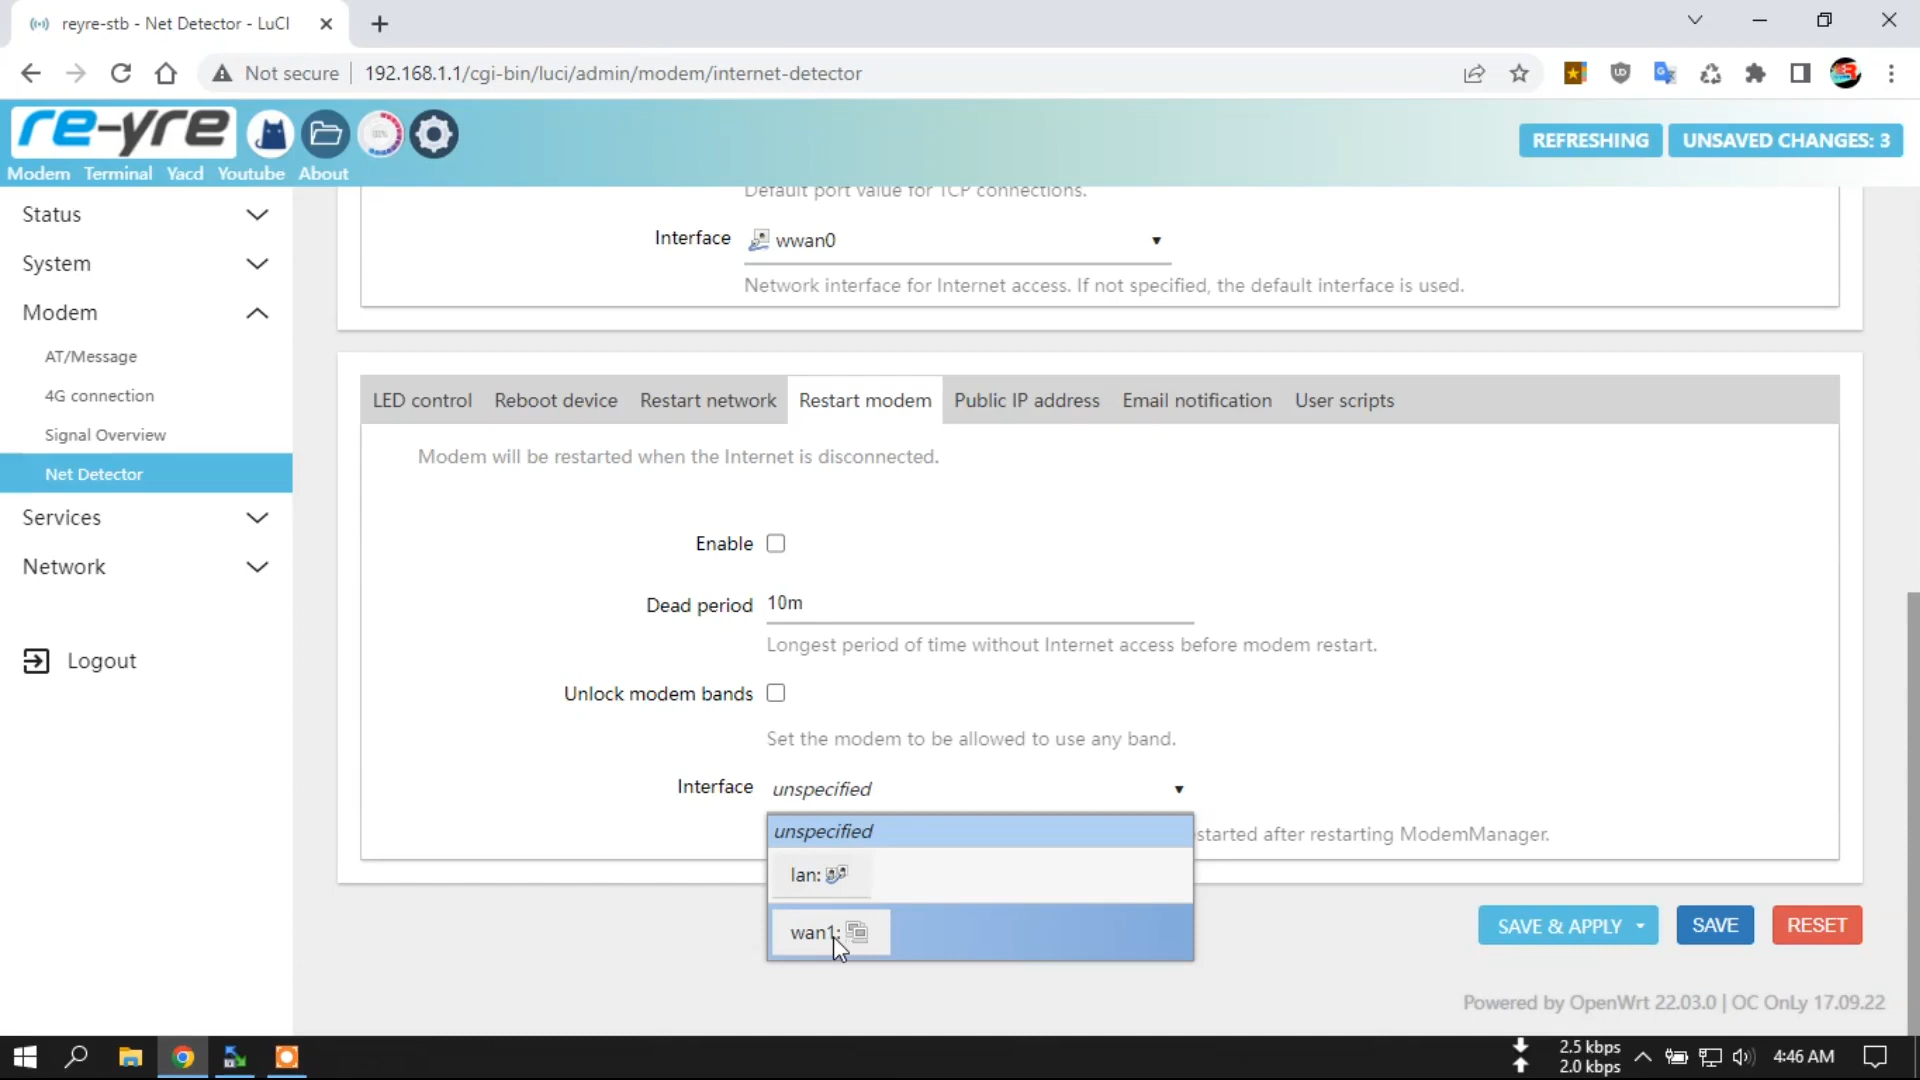 reyre-stb - Net Detector - LuCI
Not secure
192.168.1.1/cgi-bin/luci/admin/modem/internet-detector
re-yre
REFRESHING
UNSAVED CHANGES: 3
Modem Terminal Yacd Youtube About
Status
System
Modem
AT/Message
4G connection
Signal Overview
Net Detector
Services
Network
Logout
Default port value for TCP connections.
Interface wwan0
Network interface for Internet access. If not specified, the default interface is used.
LED control Reboot device Restart network Restart modem Public IP address Email notification User scripts
Modem will be restarted when the Internet is disconnected.
Enable
Dead period 10m
Longest period of time without Internet access before modem restart.
Unlock modem bands
Set the modem to be allowed to use any band.
Interface unspecified
unspecified
started after restarting ModemManager.
lan:
wan1:
SAVE & APPLY SAVE RESET
Powered by OpenWrt 22.03.0 | OC OnLy 17.09.22
2.5 kbps
2.0 kbps
4:46 AM